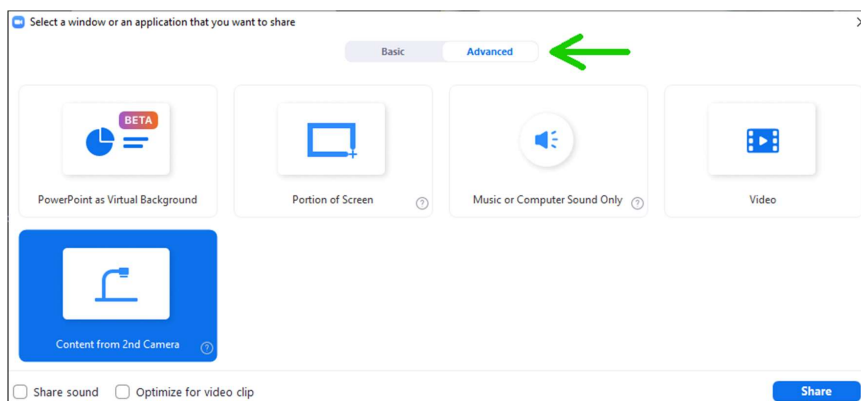 Select a window or an application that you want to share
Basic
Advanced
BETA
PowerPoint as Virtual Background
Portion of Screen
?
Music or Computer Sound Only
?
Video
Content from 2nd Camera
?
Share sound
Optimize for video clip
Share